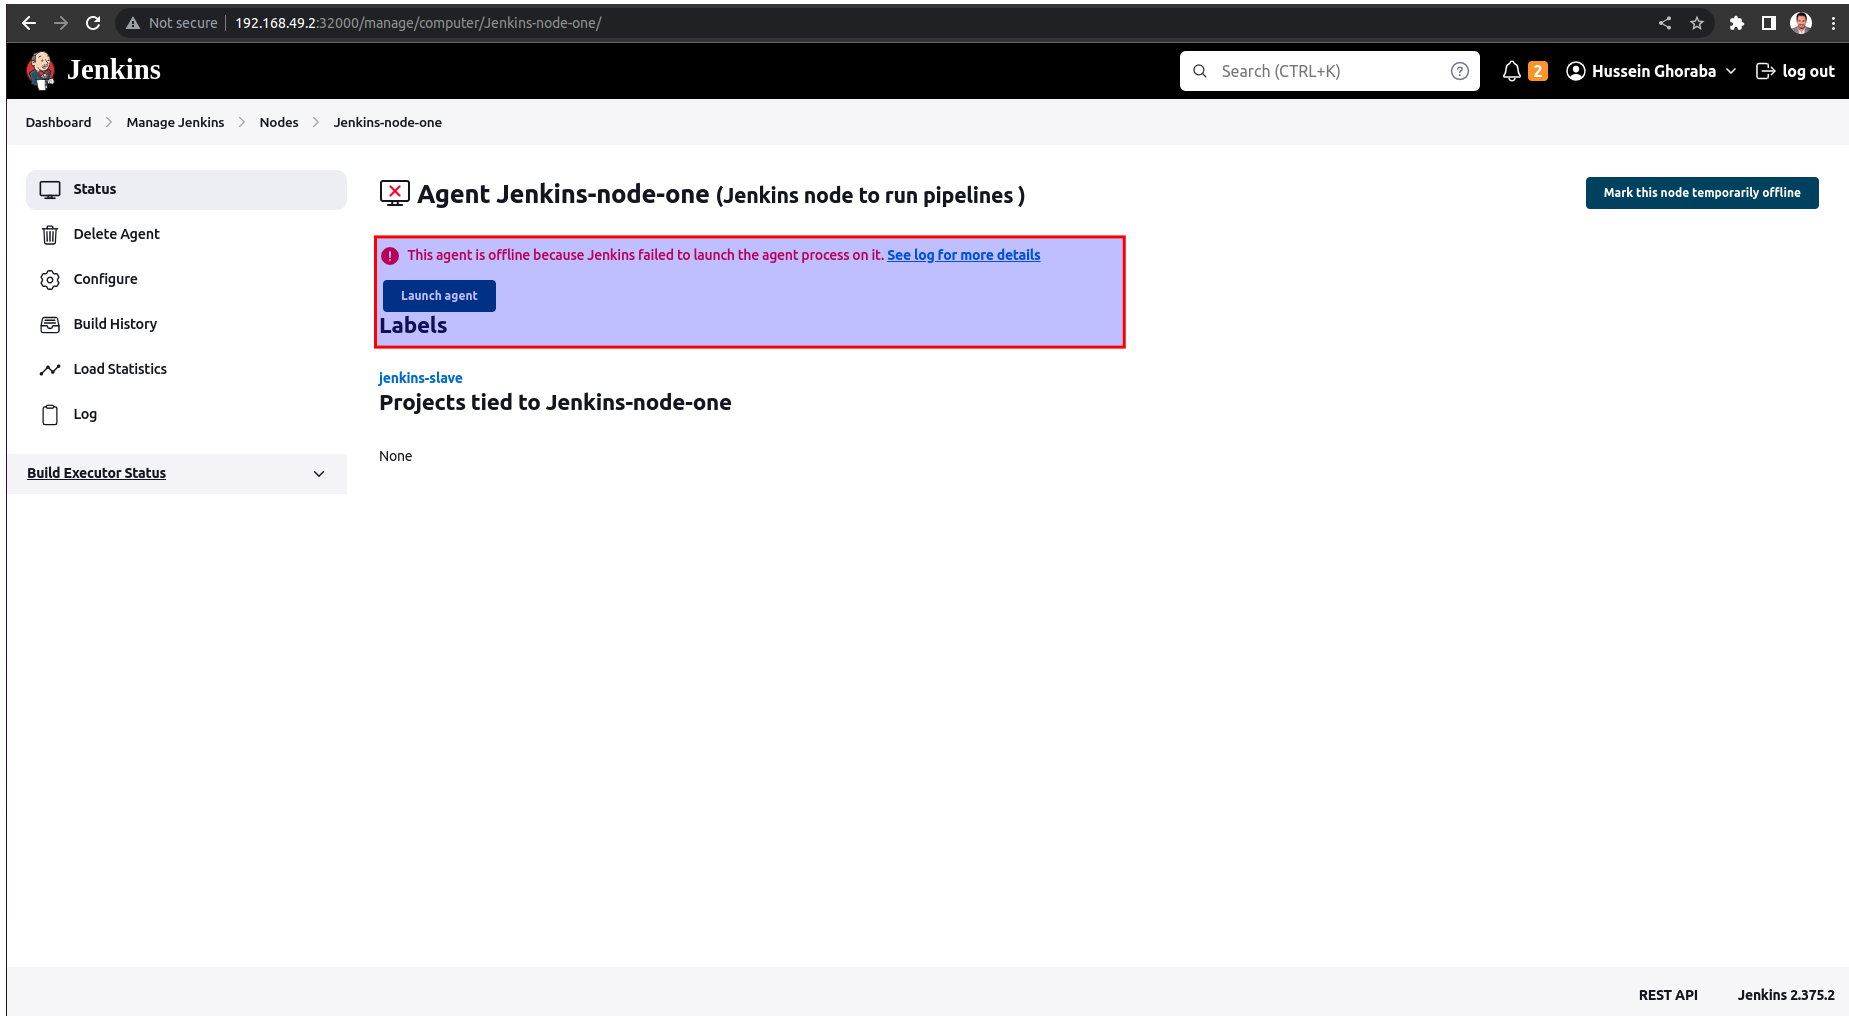 Not secure 192.168.49.2:32000/manage/computer/Jenkins-node-one/
Jenkins
Search (CTRL+K)
2
Hussein Ghoraba
log out
Dashboard
Manage Jenkins
Nodes
Jenkins-node-one
Status
Delete Agent
Configure
Build History
Load Statistics
Log
Build Executor Status
Agent Jenkins-node-one (Jenkins node to run pipelines )
Mark this node temporarily offline
This agent is offline because Jenkins failed to launch the agent process on it. See log for more details
Launch agent
Labels
jenkins-slave
Projects tied to Jenkins-node-one
None
REST API
Jenkins 2.375.2